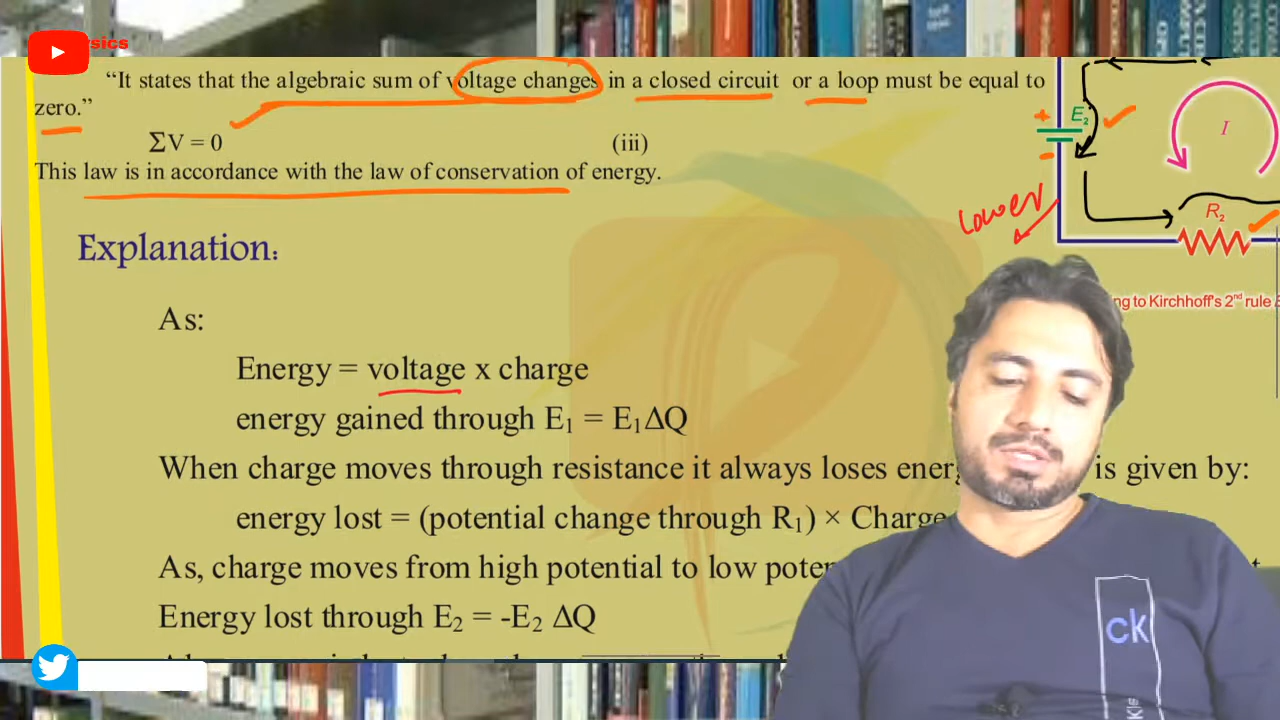 sics
“It states that the algebraic sum of voltage changes in a closed circuit or a loop must be equal to
zero.”
ΣV = 0 (iii)
This law is in accordance with the law of conservation of energy.
E₂
I
R₂
Lower
ng to Kirchhoff's 2nd rule
Explanation:
As:
Energy = voltage x charge
energy gained through E₁ = E₁ΔQ
When charge moves through resistance it always loses energ is given by:
energy lost = (potential change through R₁) × Charge
As, charge moves from high potential to low poten
Energy lost through E₂ = -E₂ ΔQ
ck